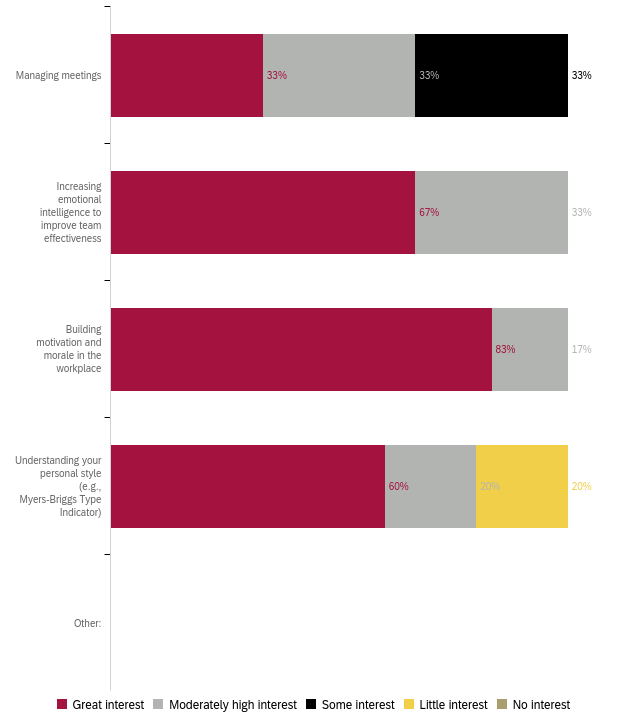 Managing meetings
33%
33%
33%
Increasing
emotional
intelligence to
improve team
effectiveness
67%
33%
Building
motivation and
morale in the
workplace
83%
17%
Understanding your
personal style
(e.g.,
Myers-Briggs Type
Indicator)
60%
20%
20%
Other:
Great interest Moderately high interest Some interest Little interest No interest